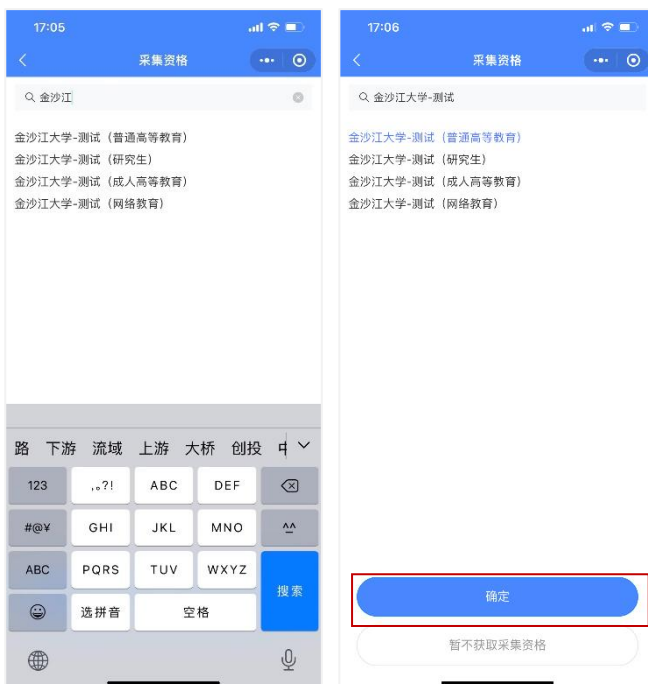 17:05
采集资格
金沙江
金沙江大学-测试（普通高等教育）
金沙江大学-测试（研究生）
金沙江大学-测试（成人高等教育）
金沙江大学-测试（网络教育）
路 下游 流域 上游 大桥 创投
123 ,。?! ABC DEF
#@¥ GHI JKL MNO ^^
ABC PQRS TUV WXYZ
搜索
选拼音 空格
17:06
采集资格
金沙江大学-测试
金沙江大学-测试（普通高等教育）
金沙江大学-测试（研究生）
金沙江大学-测试（成人高等教育）
金沙江大学-测试（网络教育）
确定
暂不获取采集资格